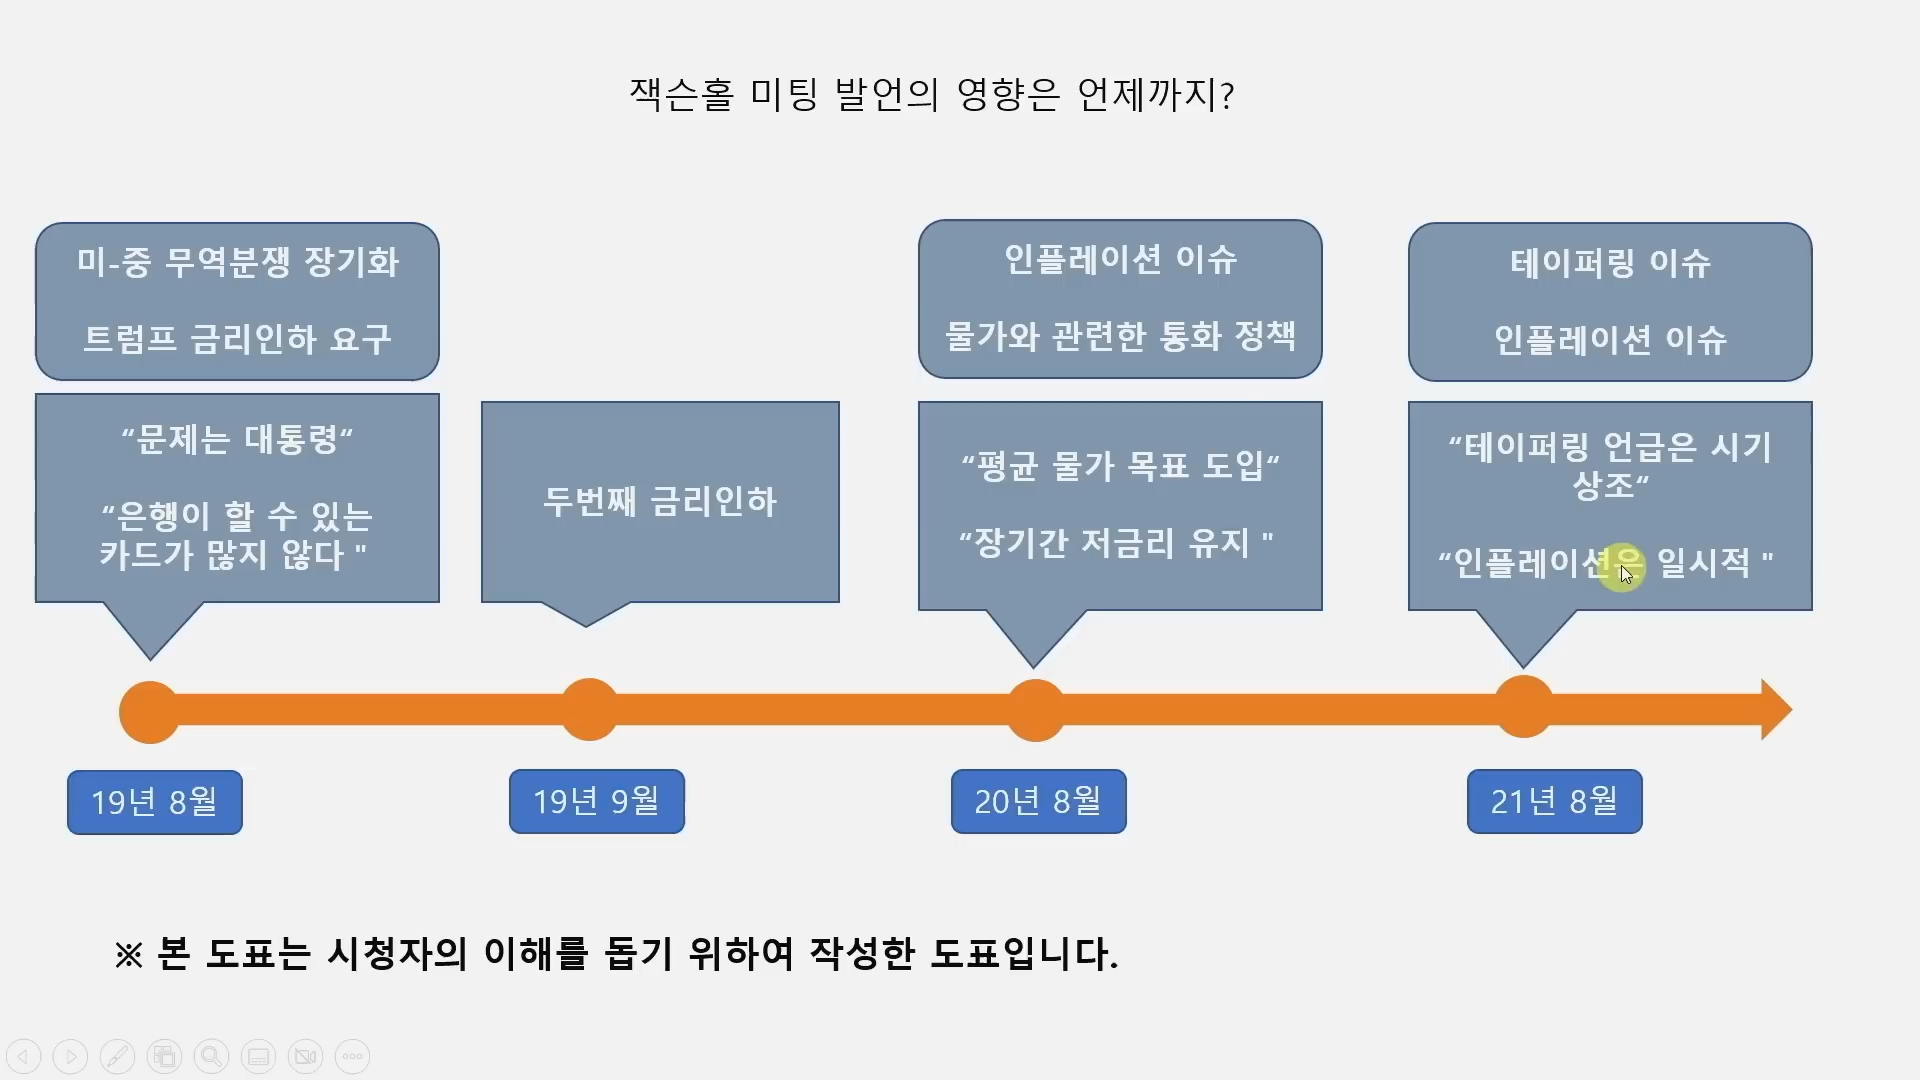 잭슨홀 미팅 발언의 영향은 언제까지?
미-중 무역분쟁 장기화
트럼프 금리인하 요구
“문제는 대통령“
“은행이 할 수 있는
카드가 많지 않다 "
두번째 금리인하
인플레이션 이슈
물가와 관련한 통화 정책
“평균 물가 목표 도입“
“장기간 저금리 유지 "
테이퍼링 이슈
인플레이션 이슈
“테이퍼링 언급은 시기
상조“
“인플레이션은 일시적 "
19년 8월
19년 9월
20년 8월
21년 8월
※ 본 도표는 시청자의 이해를 돕기 위하여 작성한 도표입니다.